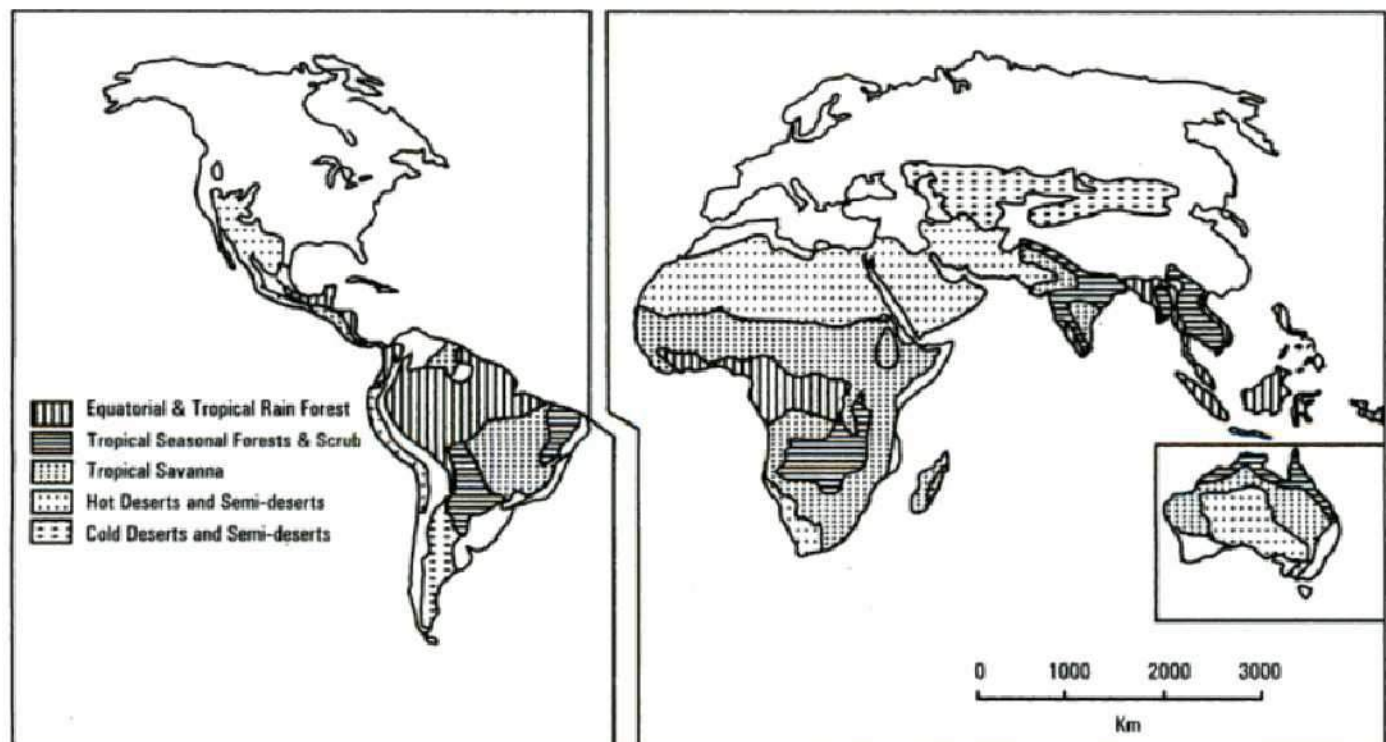 Equatorial & Tropical Rain Forest
Tropical Seasonal Forests & Scrub
Tropical Savanna
Hot Deserts and Semi-deserts
Cold Deserts and Semi-deserts
0 1000 2000 3000
Km